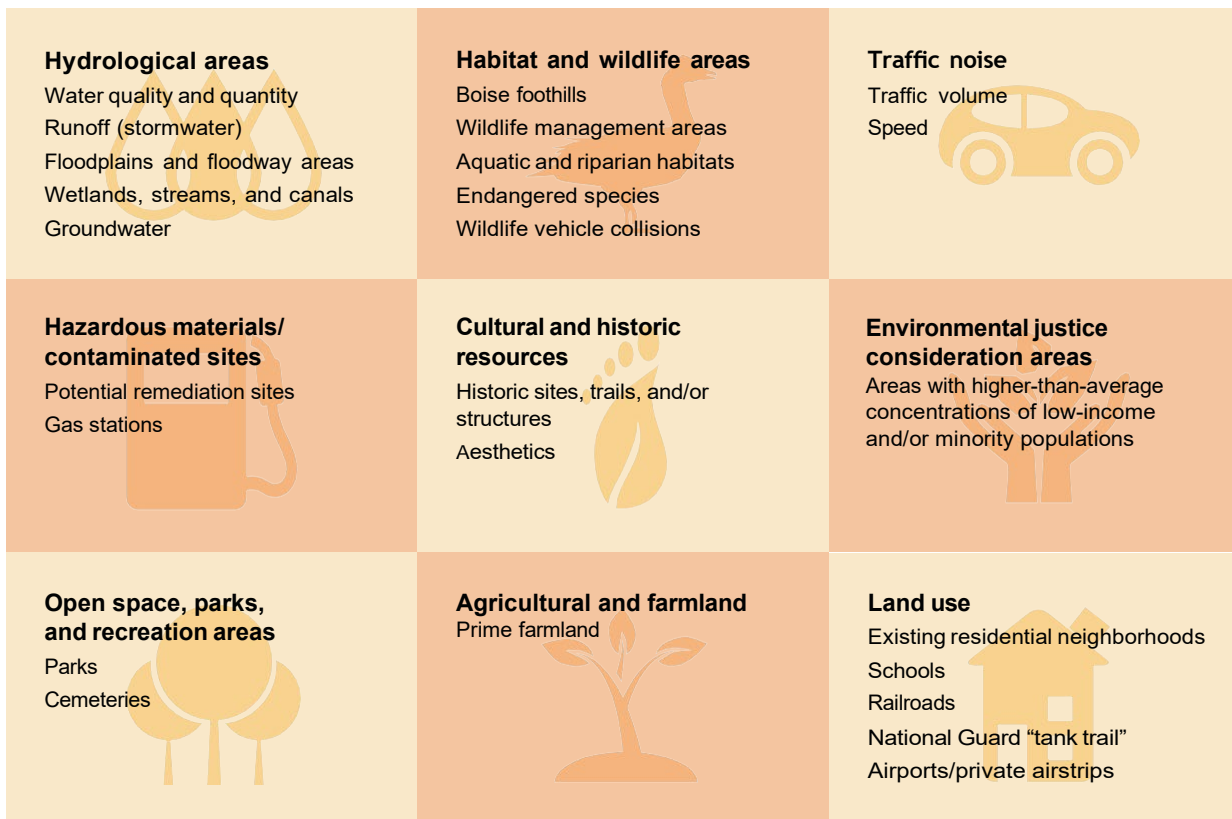 Hydrological areas
Water quality and quantity
Runoff (stormwater)
Floodplains and floodway areas
Wetlands, streams, and canals
Groundwater
Habitat and wildlife areas
Boise foothills
Wildlife management areas
Aquatic and riparian habitats
Endangered species
Wildlife vehicle collisions
Traffic noise
Traffic volume
Speed
Hazardous materials/
contaminated sites
Potential remediation sites
Gas stations
Cultural and historic
resources
Historic sites, trails, and/or
structures
Aesthetics
Environmental justice
consideration areas
Areas with higher-than-average
concentrations of low-income
and/or minority populations
Open space, parks,
and recreation areas
Parks
Cemeteries
Agricultural and farmland
Prime farmland
Land use
Existing residential neighborhoods
Schools
Railroads
National Guard “tank trail”
Airports/private airstrips